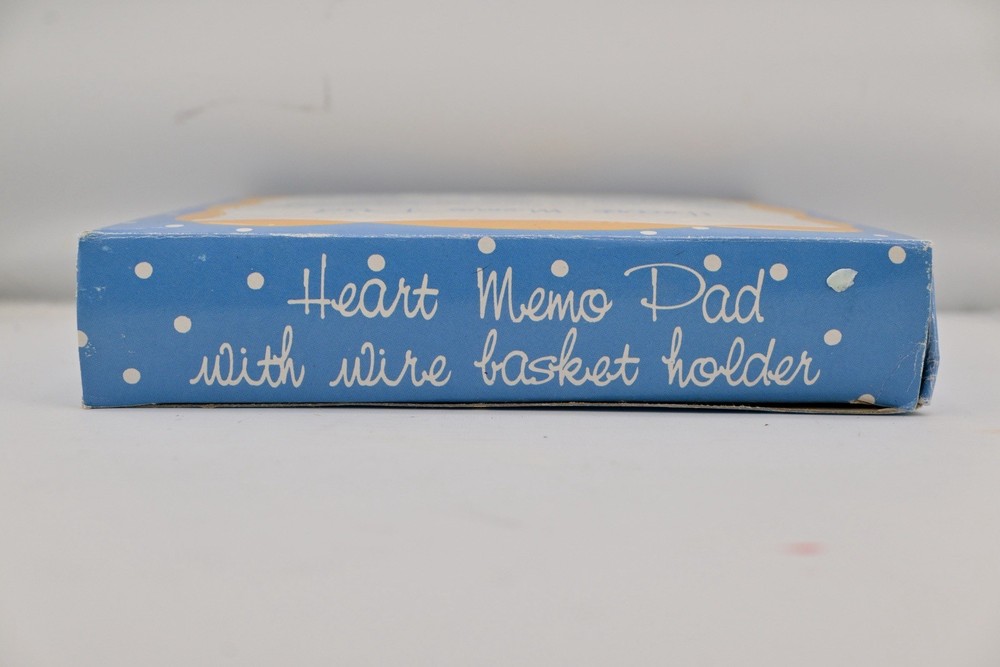 Heart Memo Pad
with wire basket holder